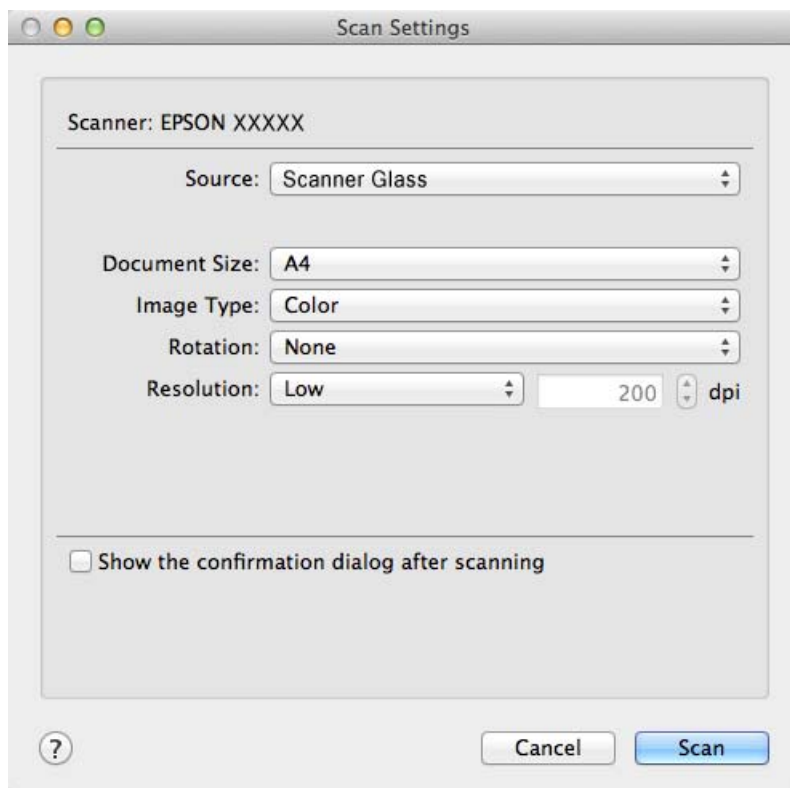 Scan Settings
Scanner: EPSON XXXXX
Source: Scanner Glass
Document Size: A4
Image Type: Color
Rotation: None
Resolution: Low 200 dpi
Show the confirmation dialog after scanning
? Cancel Scan